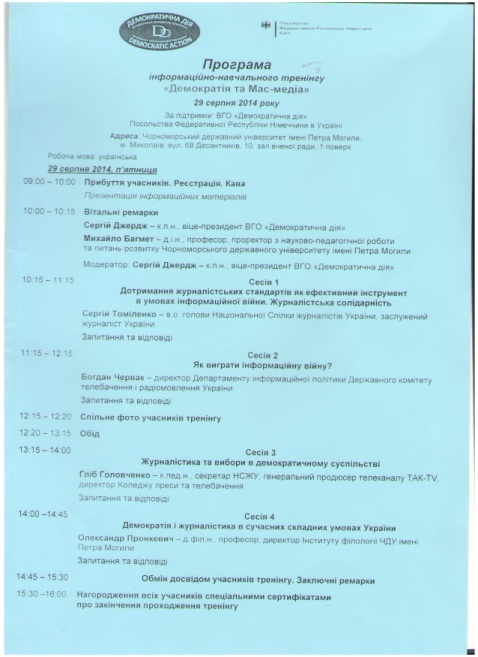 ДЕМОКРАТИЧНА ДІЯ
DEMOCRATIC ACTION
Посольство
Федеративної Республіки Німеччина
Київ
Програма
інформаційно-навчального тренінгу
«Демократія та Мас-медіа»
29 серпня 2014 року
За підтримки: ВГО «Демократична дія»
Посольства Федеративної Республіки Німеччини в Україні
Адреса: Чорноморський державний університет імені Петра Могили,
м. Миколаїв, вул. 68 Десантників, 10, зал вченої ради, 1 поверх
Робоча мова: українська
29 серпня 2014, п'ятниця
09:00 – 10:00 Прибуття учасників. Реєстрація. Кава
Презентація інформаційних матеріалів
10:00 – 10:15 Вітальні ремарки
Сергій Джердж – к.п.н., віце-президент ВГО «Демократична дія»
Михайло Багмет – д.і.н., професор, проректор з науково-педагогічної роботи
та питань розвитку Чорноморського державного університету імені Петра Могили
Модератор: Сергій Джердж – к.п.н., віце-президент ВГО «Демократична дія»
10:15 – 11:15 Сесія 1
Дотримання журналістських стандартів як ефективний інструмент
в умовах інформаційної війни. Журналістська солідарність
Сергій Томіленко – в.о. голови Національної Спілки журналістів України, заслужений
журналіст України
Запитання та відповіді
11:15 – 12:15 Сесія 2
Як виграти інформаційну війну?
Богдан Червак – директор Департаменту інформаційної політики Державного комітету
телебачення і радіомовлення України
Запитання та відповіді
12:15 – 12:20 Спільне фото учасників тренінгу
12:20 – 13:15 Обід
13:15 – 14:00 Сесія 3
Журналістика та вибори в демократичному суспільстві
Гліб Головченко – к.пед.н., секретар НСЖУ, генеральний продюсер телеканалу ТАК-TV,
директор Коледжу преси та телебачення
Запитання та відповіді
14:00 –14:45 Сесія 4
Демократія і журналістика в сучасних складних умовах України
Олександр Пронкевич – д.філ.н., професор, директор Інституту філології ЧДУ імені
Петра Могили
Запитання та відповіді
14:45 – 15:30 Обмін досвідом учасників тренінгу. Заключні ремарки
15:30 –16:00 Нагородження всіх учасників спеціальними сертифікатами
про закінчення проходження тренінгу